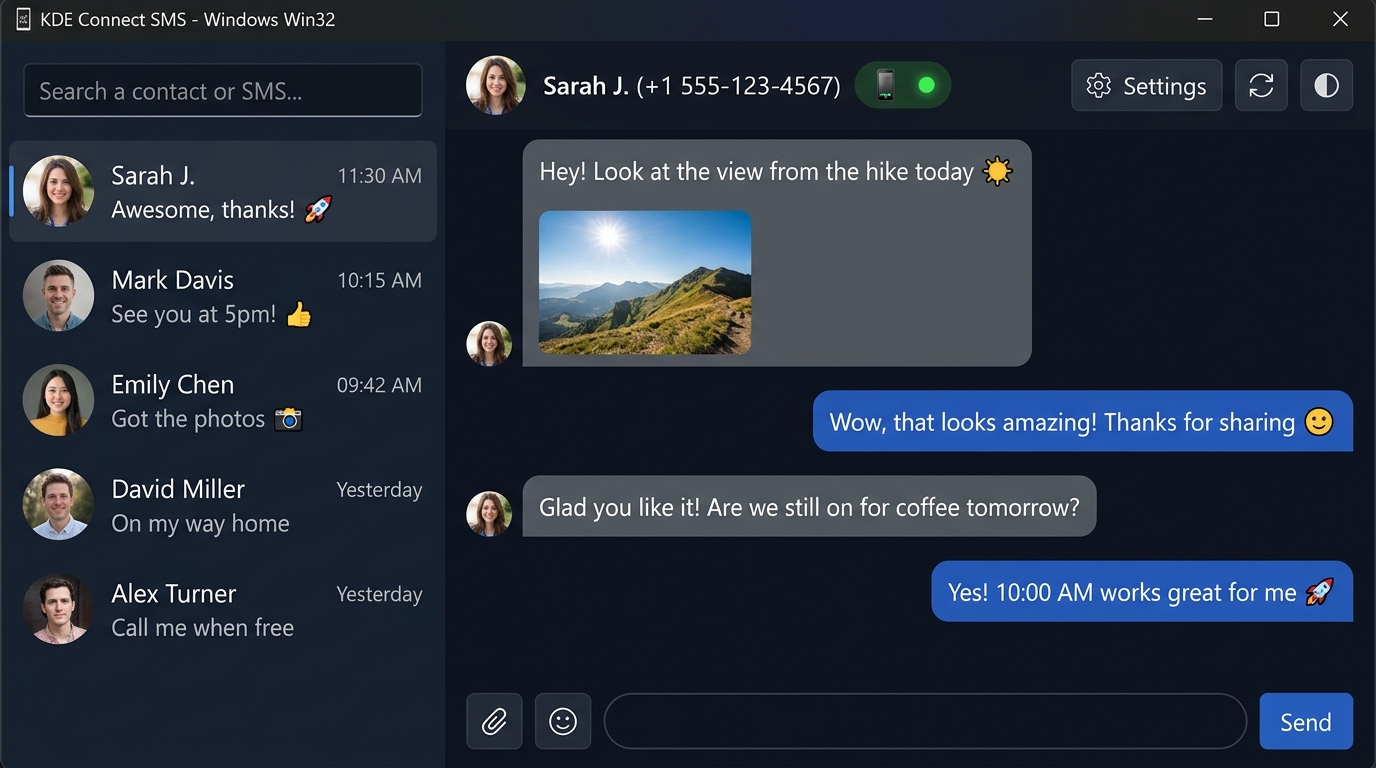 KDE Connect SMS - Windows Win32
Search a contact or SMS...
Sarah J. 11:30 AM
Awesome, thanks! 🚀
Mark Davis 10:15 AM
See you at 5pm! 👍
Emily Chen 09:42 AM
Got the photos 📷
David Miller Yesterday
On my way home
Alex Turner Yesterday
Call me when free
Sarah J. (+1 555-123-4567)
Settings
Hey! Look at the view from the hike today ☀️
Wow, that looks amazing! Thanks for sharing 🙂
Glad you like it! Are we still on for coffee tomorrow?
Yes! 10:00 AM works great for me 🚀
Send